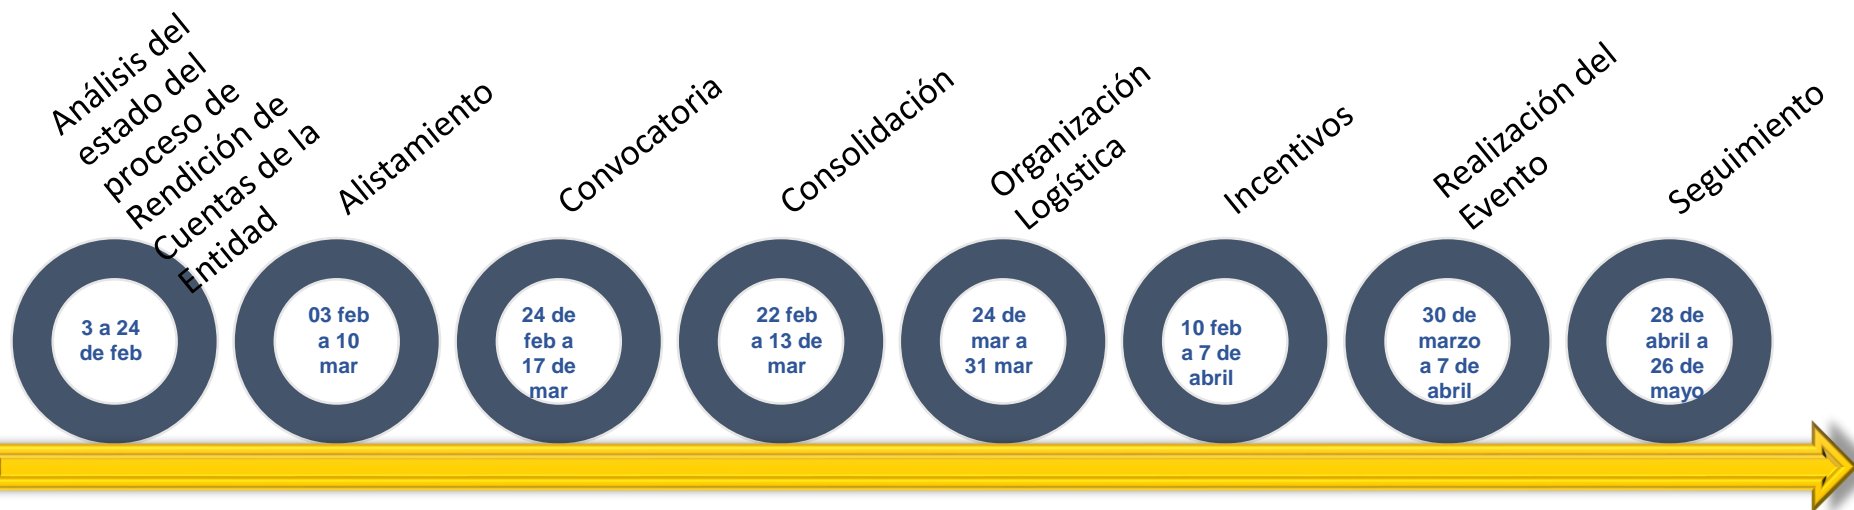 Análisis del
estado del
proceso de
Rendición de
Cuentas de la
Entidad
3 a 24
de feb
Alistamiento
03 feb
a 10
mar
Convocatoria
24 de
feb a
17 de
mar
Consolidación
22 feb
a 13 de
mar
Organización
Logística
24 de
mar a
31 mar
Incentivos
10 feb
a 7 de
abril
Realización del
Evento
30 de
marzo
a 7 de
abril
Seguimiento
28 de
abril a
26 de
mayo